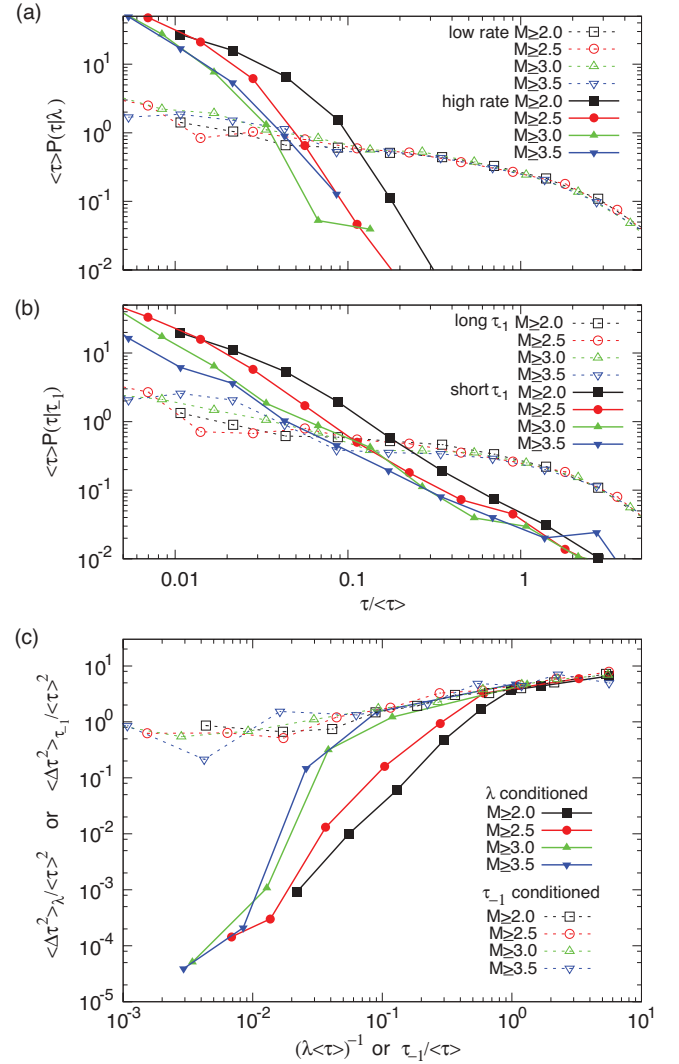 (a)
<τ>P(τ|λ)
10¹
10⁰
10⁻¹
10⁻²
low rate M≥2.0
M≥2.5
M≥3.0
M≥3.5
high rate M≥2.0
M≥2.5
M≥3.0
M≥3.5
(b)
<τ>P(τ|τ₋₁)
10¹
10⁰
10⁻¹
10⁻²
long τ₋₁ M≥2.0
M≥2.5
M≥3.0
M≥3.5
short τ₋₁ M≥2.0
M≥2.5
M≥3.0
M≥3.5
0.01 0.1 1
τ/<τ>
(c)
<Δτ²>_λ/<τ>² or <Δτ²>_τ₋₁/<τ>²
10²
10¹
10⁰
10⁻¹
10⁻²
10⁻³
10⁻⁴
10⁻⁵
λ conditioned
M≥2.0
M≥2.5
M≥3.0
M≥3.5
τ₋₁ conditioned
M≥2.0
M≥2.5
M≥3.0
M≥3.5
10⁻³ 10⁻² 10⁻¹ 10⁰ 10¹
(λ<τ>)⁻¹ or τ₋₁/<τ>